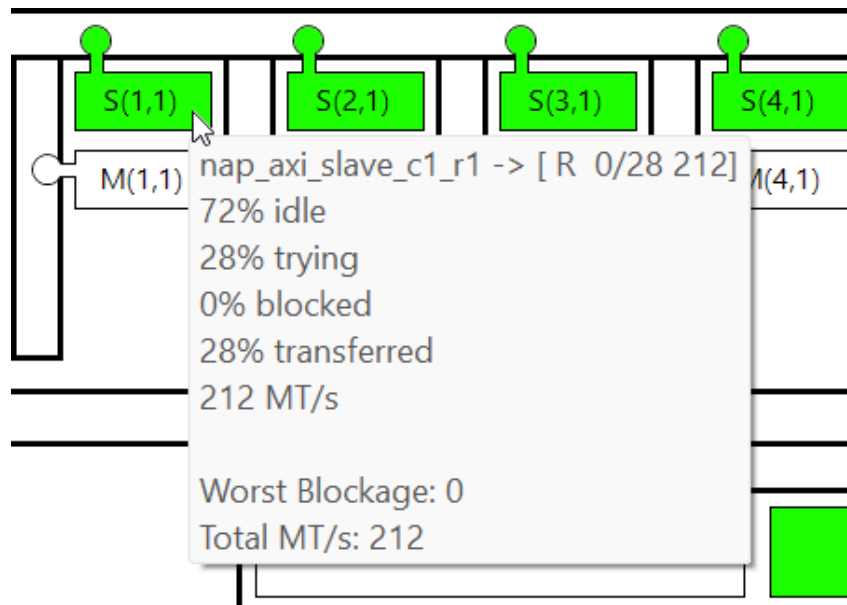 S(1,1)
S(2,1)
S(3,1)
S(4,1)
M(1,1)
M(4,1)
nap_axi_slave_c1_r1 -> [ R  0/28 212]
72% idle
28% trying
0% blocked
28% transferred
212 MT/s
Worst Blockage: 0
Total MT/s: 212